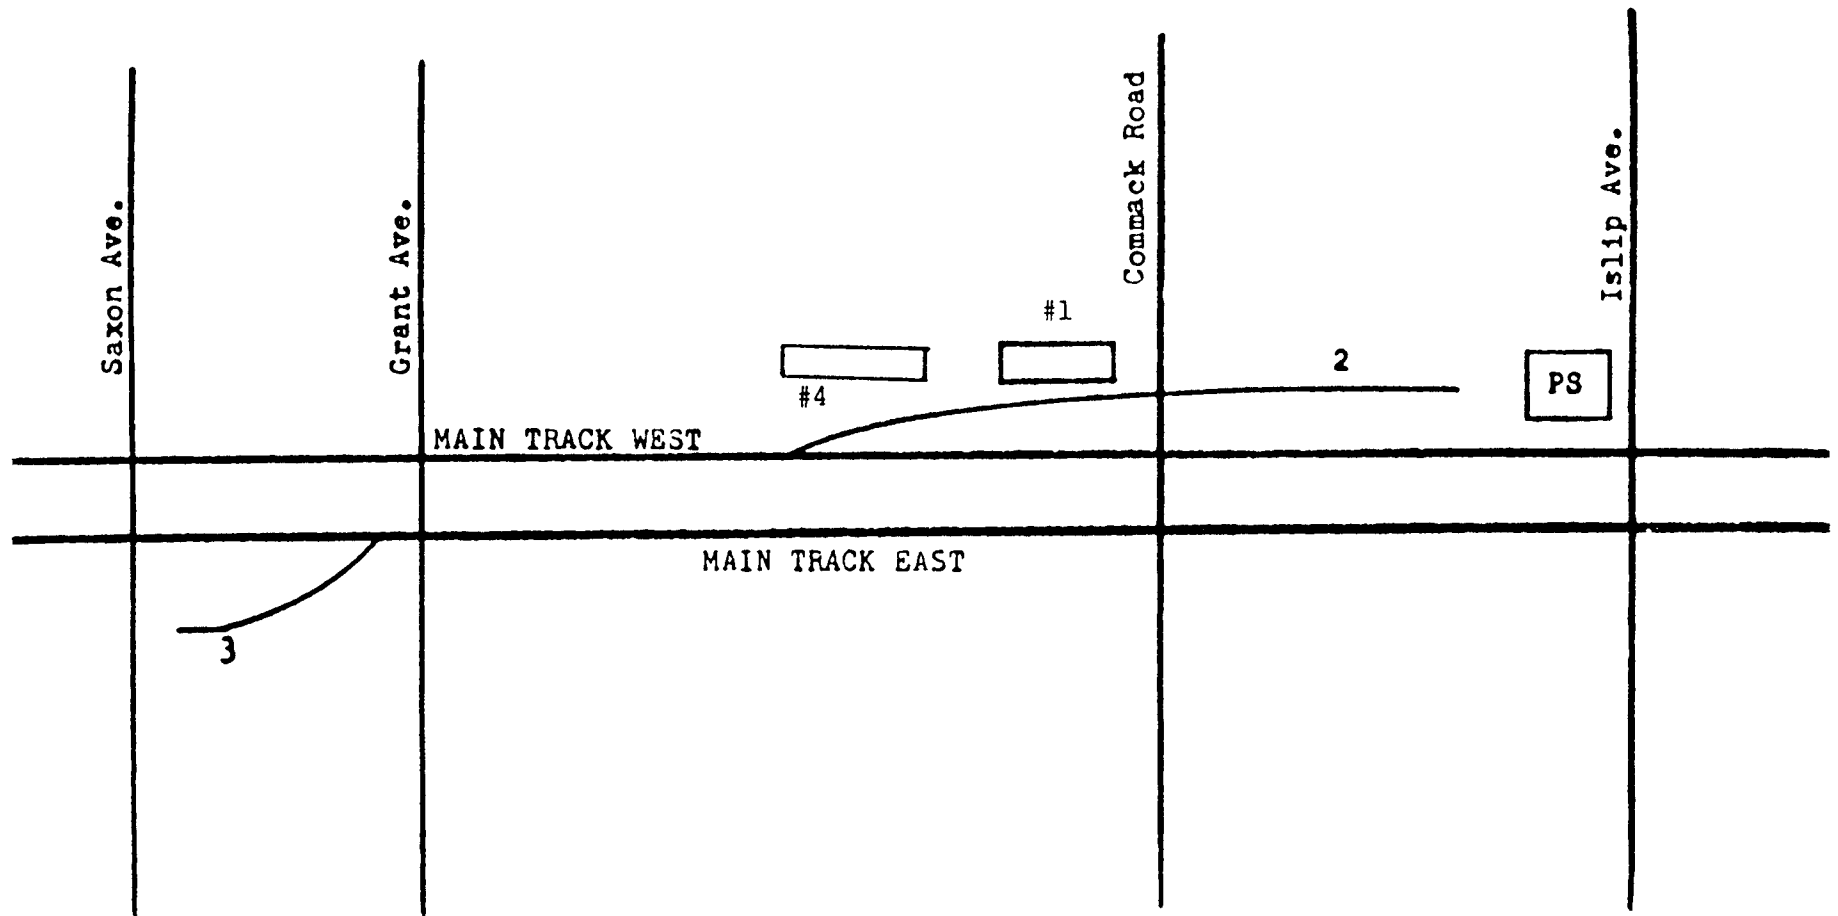 Saxon Ave.
Grant Ave.
Commack Road
Islip Ave.
#1
#4
2
PS
MAIN TRACK WEST
MAIN TRACK EAST
3